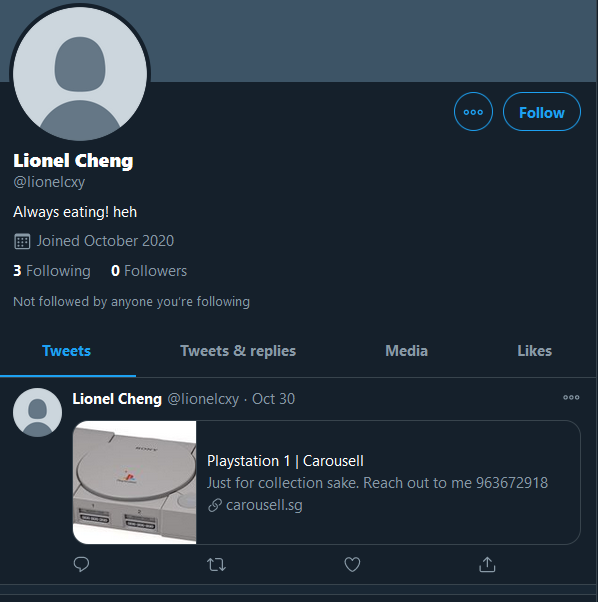 Follow
Lionel Cheng
@lionelcxy
Always eating! heh
Joined October 2020
3 Following 0 Followers
Not followed by anyone you're following
Tweets Tweets & replies Media Likes
Lionel Cheng @lionelcxy · Oct 30
SONY
Playstation 1 | Carousell
Just for collection sake. Reach out to me 963672918
carousell.sg
1 2